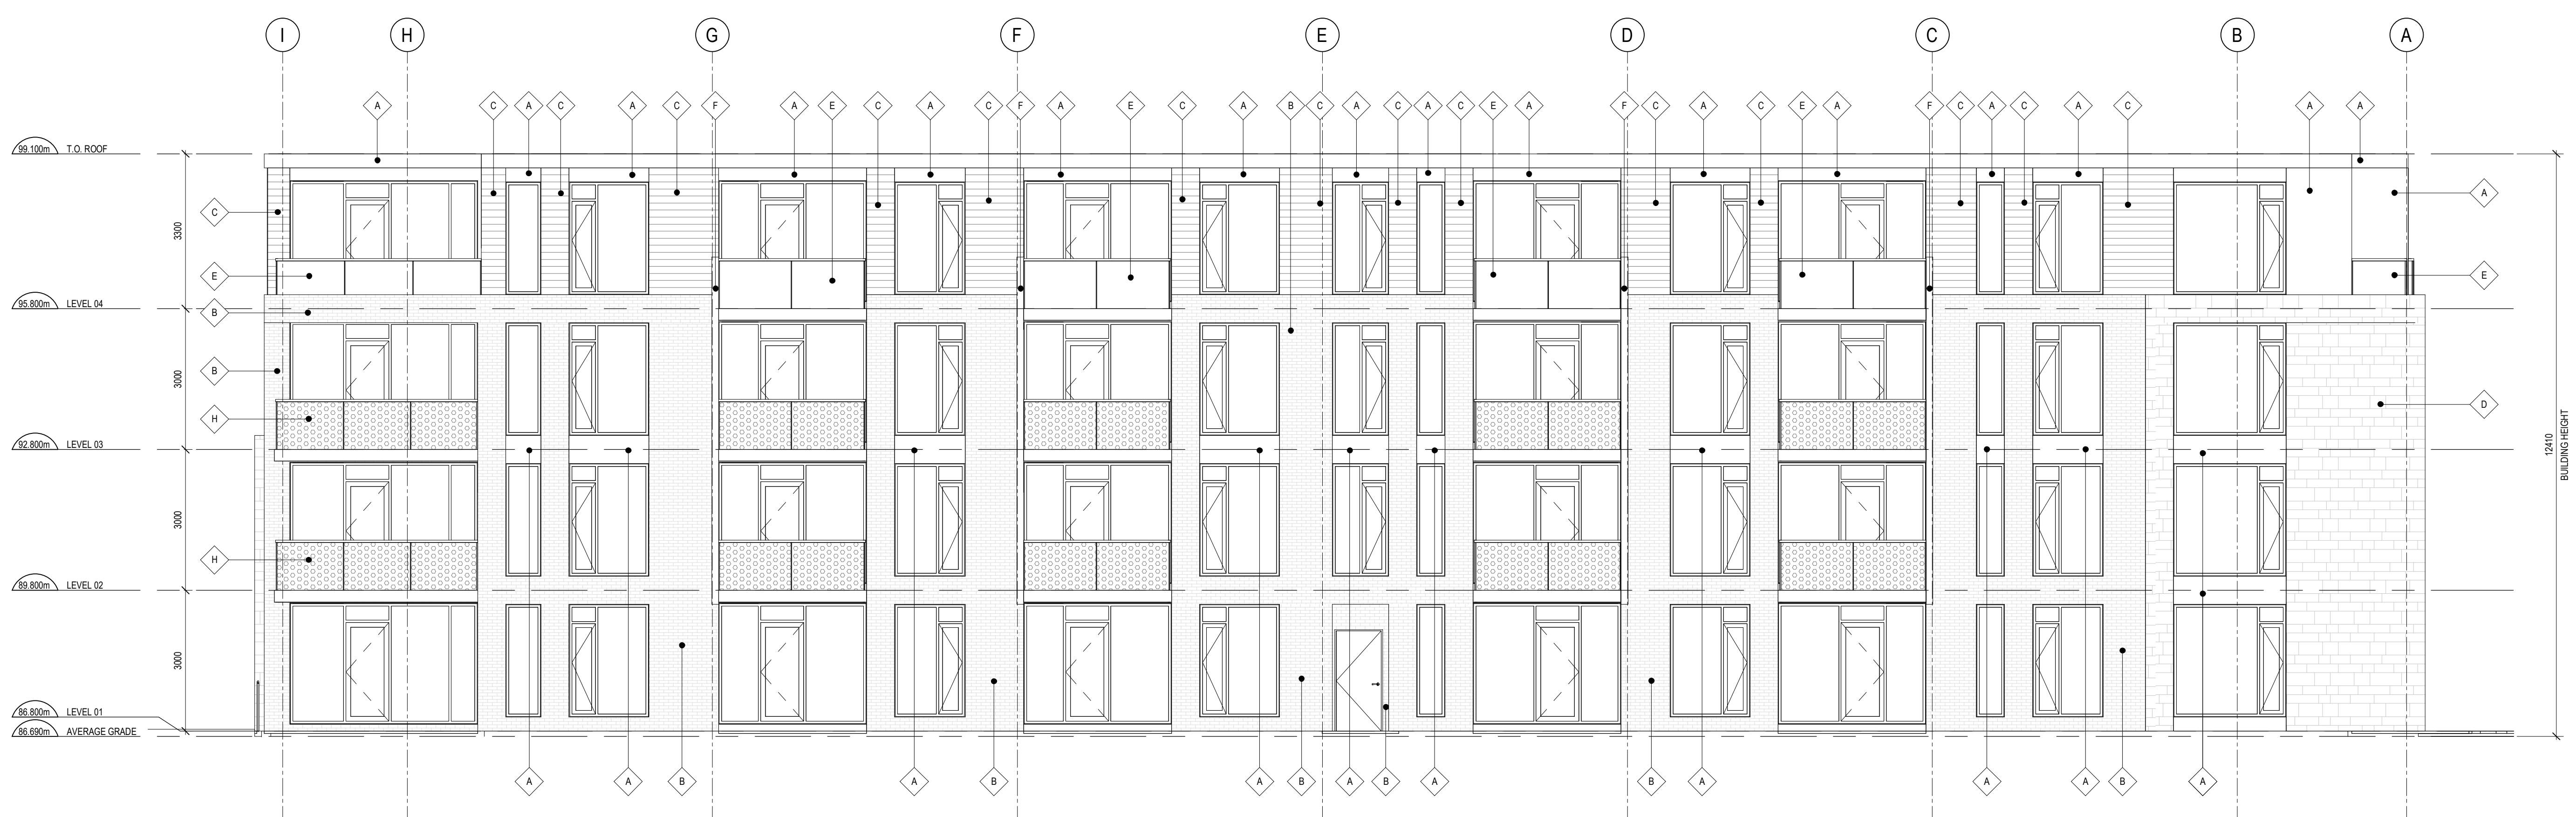 I H G F E D C B A
A C A C A C F A E C A C F A E C A B C A C A C E A F C A C E A F C A C A C A A
99.100m T.O. ROOF
3300
C
A
E
E
95.800m LEVEL 04
B
3000
B
D
H
92.800m LEVEL 03
12410
BUILDING HEIGHT
3000
H
89.800m LEVEL 02
3000
86.800m LEVEL 01
86.690m AVERAGE GRADE
A A B A B A B A B A B A A A B A